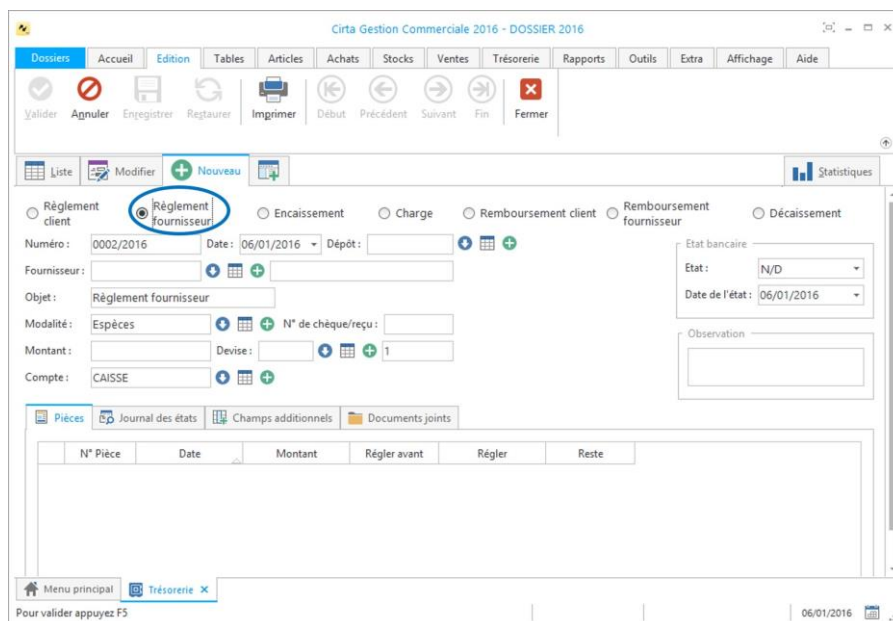 Cirta Gestion Commerciale 2016 - DOSSIER 2016
Dossiers Accueil Edition Tables Articles Achats Stocks Ventes Trésorerie Rapports Outils Extra Affichage Aide
Valider Annuler Enregistrer Restaurer Imprimer Début Précédent Suivant Fin Fermer
Liste Modifier Nouveau Statistiques
Règlement client Règlement fournisseur Encaissement Charge Remboursement client Remboursement fournisseur Décaissement
Numéro : 0002/2016 Date : 06/01/2016 Dépôt : Etat bancaire
Fournisseur : Etat : N/D
Objet : Règlement fournisseur Date de l'état : 06/01/2016
Modalité : Espèces N° de chèque/reçu : Observation
Montant : Devise : 1
Compte : CAISSE
Pièces Journal des états Champs additionnels Documents joints
N° Pièce Date Montant Régler avant Régler Reste
Menu principal Trésorerie
Pour valider appuyez F5 06/01/2016